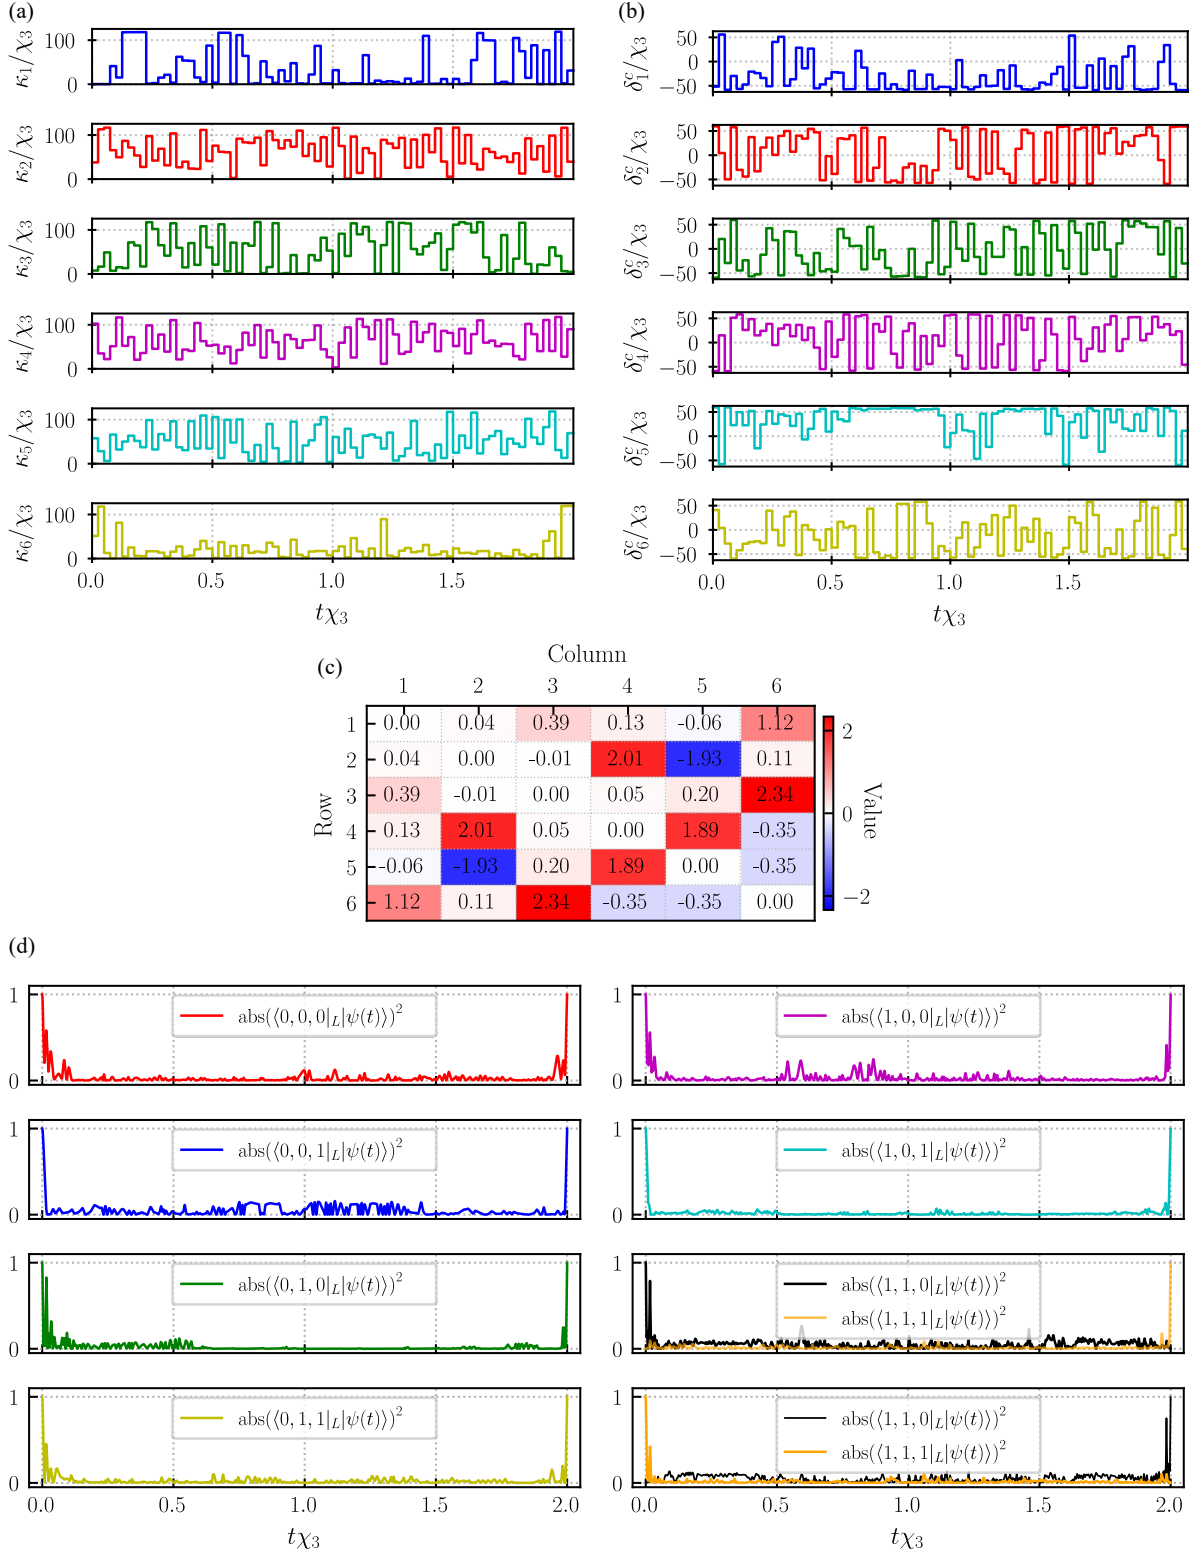 (a)
κ₁/χ₃
100
0
κ₂/χ₃
100
0
κ₃/χ₃
100
0
κ₄/χ₃
100
0
κ₅/χ₃
100
0
κ₆/χ₃
100
0
0.0 0.5 1.0 1.5
tχ₃
(b)
δ₁ᶜ/χ₃
50
0
−50
δ₂ᶜ/χ₃
50
0
−50
δ₃ᶜ/χ₃
50
0
−50
δ₄ᶜ/χ₃
50
0
−50
δ₅ᶜ/χ₃
50
0
−50
δ₆ᶜ/χ₃
50
0
−50
0.0 0.5 1.0 1.5
tχ₃
(c)
Column
1 2 3 4 5 6
Row
1 0.00 0.04 0.39 0.13 -0.06 1.12
2 0.04 0.00 -0.01 2.01 -1.93 0.11
3 0.39 -0.01 0.00 0.05 0.20 2.34
4 0.13 2.01 0.05 0.00 1.89 -0.35
5 -0.06 -1.93 0.20 1.89 0.00 -0.35
6 1.12 0.11 2.34 -0.35 -0.35 0.00
2
0
−2
Value
(d)
1
0
abs(⟨0, 0, 0|_L|ψ(t)⟩)²
1
0
abs(⟨0, 0, 1|_L|ψ(t)⟩)²
1
0
abs(⟨0, 1, 0|_L|ψ(t)⟩)²
1
0
abs(⟨0, 1, 1|_L|ψ(t)⟩)²
0.0 0.5 1.0 1.5 2.0
tχ₃
1
0
abs(⟨1, 0, 0|_L|ψ(t)⟩)²
1
0
abs(⟨1, 0, 1|_L|ψ(t)⟩)²
1
0
abs(⟨1, 1, 0|_L|ψ(t)⟩)²
abs(⟨1, 1, 1|_L|ψ(t)⟩)²
1
0
abs(⟨1, 1, 0|_L|ψ(t)⟩)²
abs(⟨1, 1, 1|_L|ψ(t)⟩)²
0.0 0.5 1.0 1.5 2.0
tχ₃